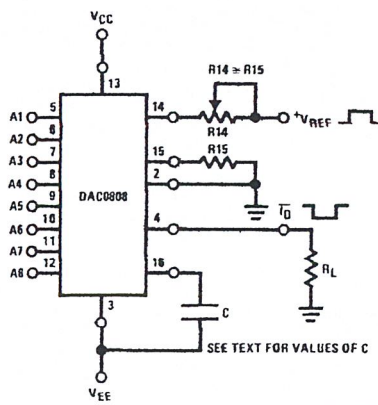 VCC
13
R14 ≅ R15
A1 5 14 R14 +VREF
A2 6
A3 7 15 R15
A4 8 2
DAC0808
A5 9 4 I0
A6 10
A7 11 16 RL
A8 12
C
3
SEE TEXT FOR VALUES OF C
VEE